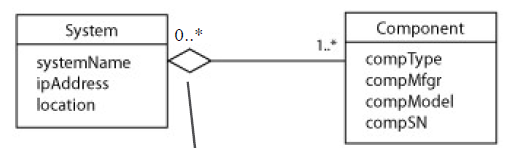 System
systemName
ipAddress
location
0..*
1..*
Component
compType
compMfgr
compModel
compSN